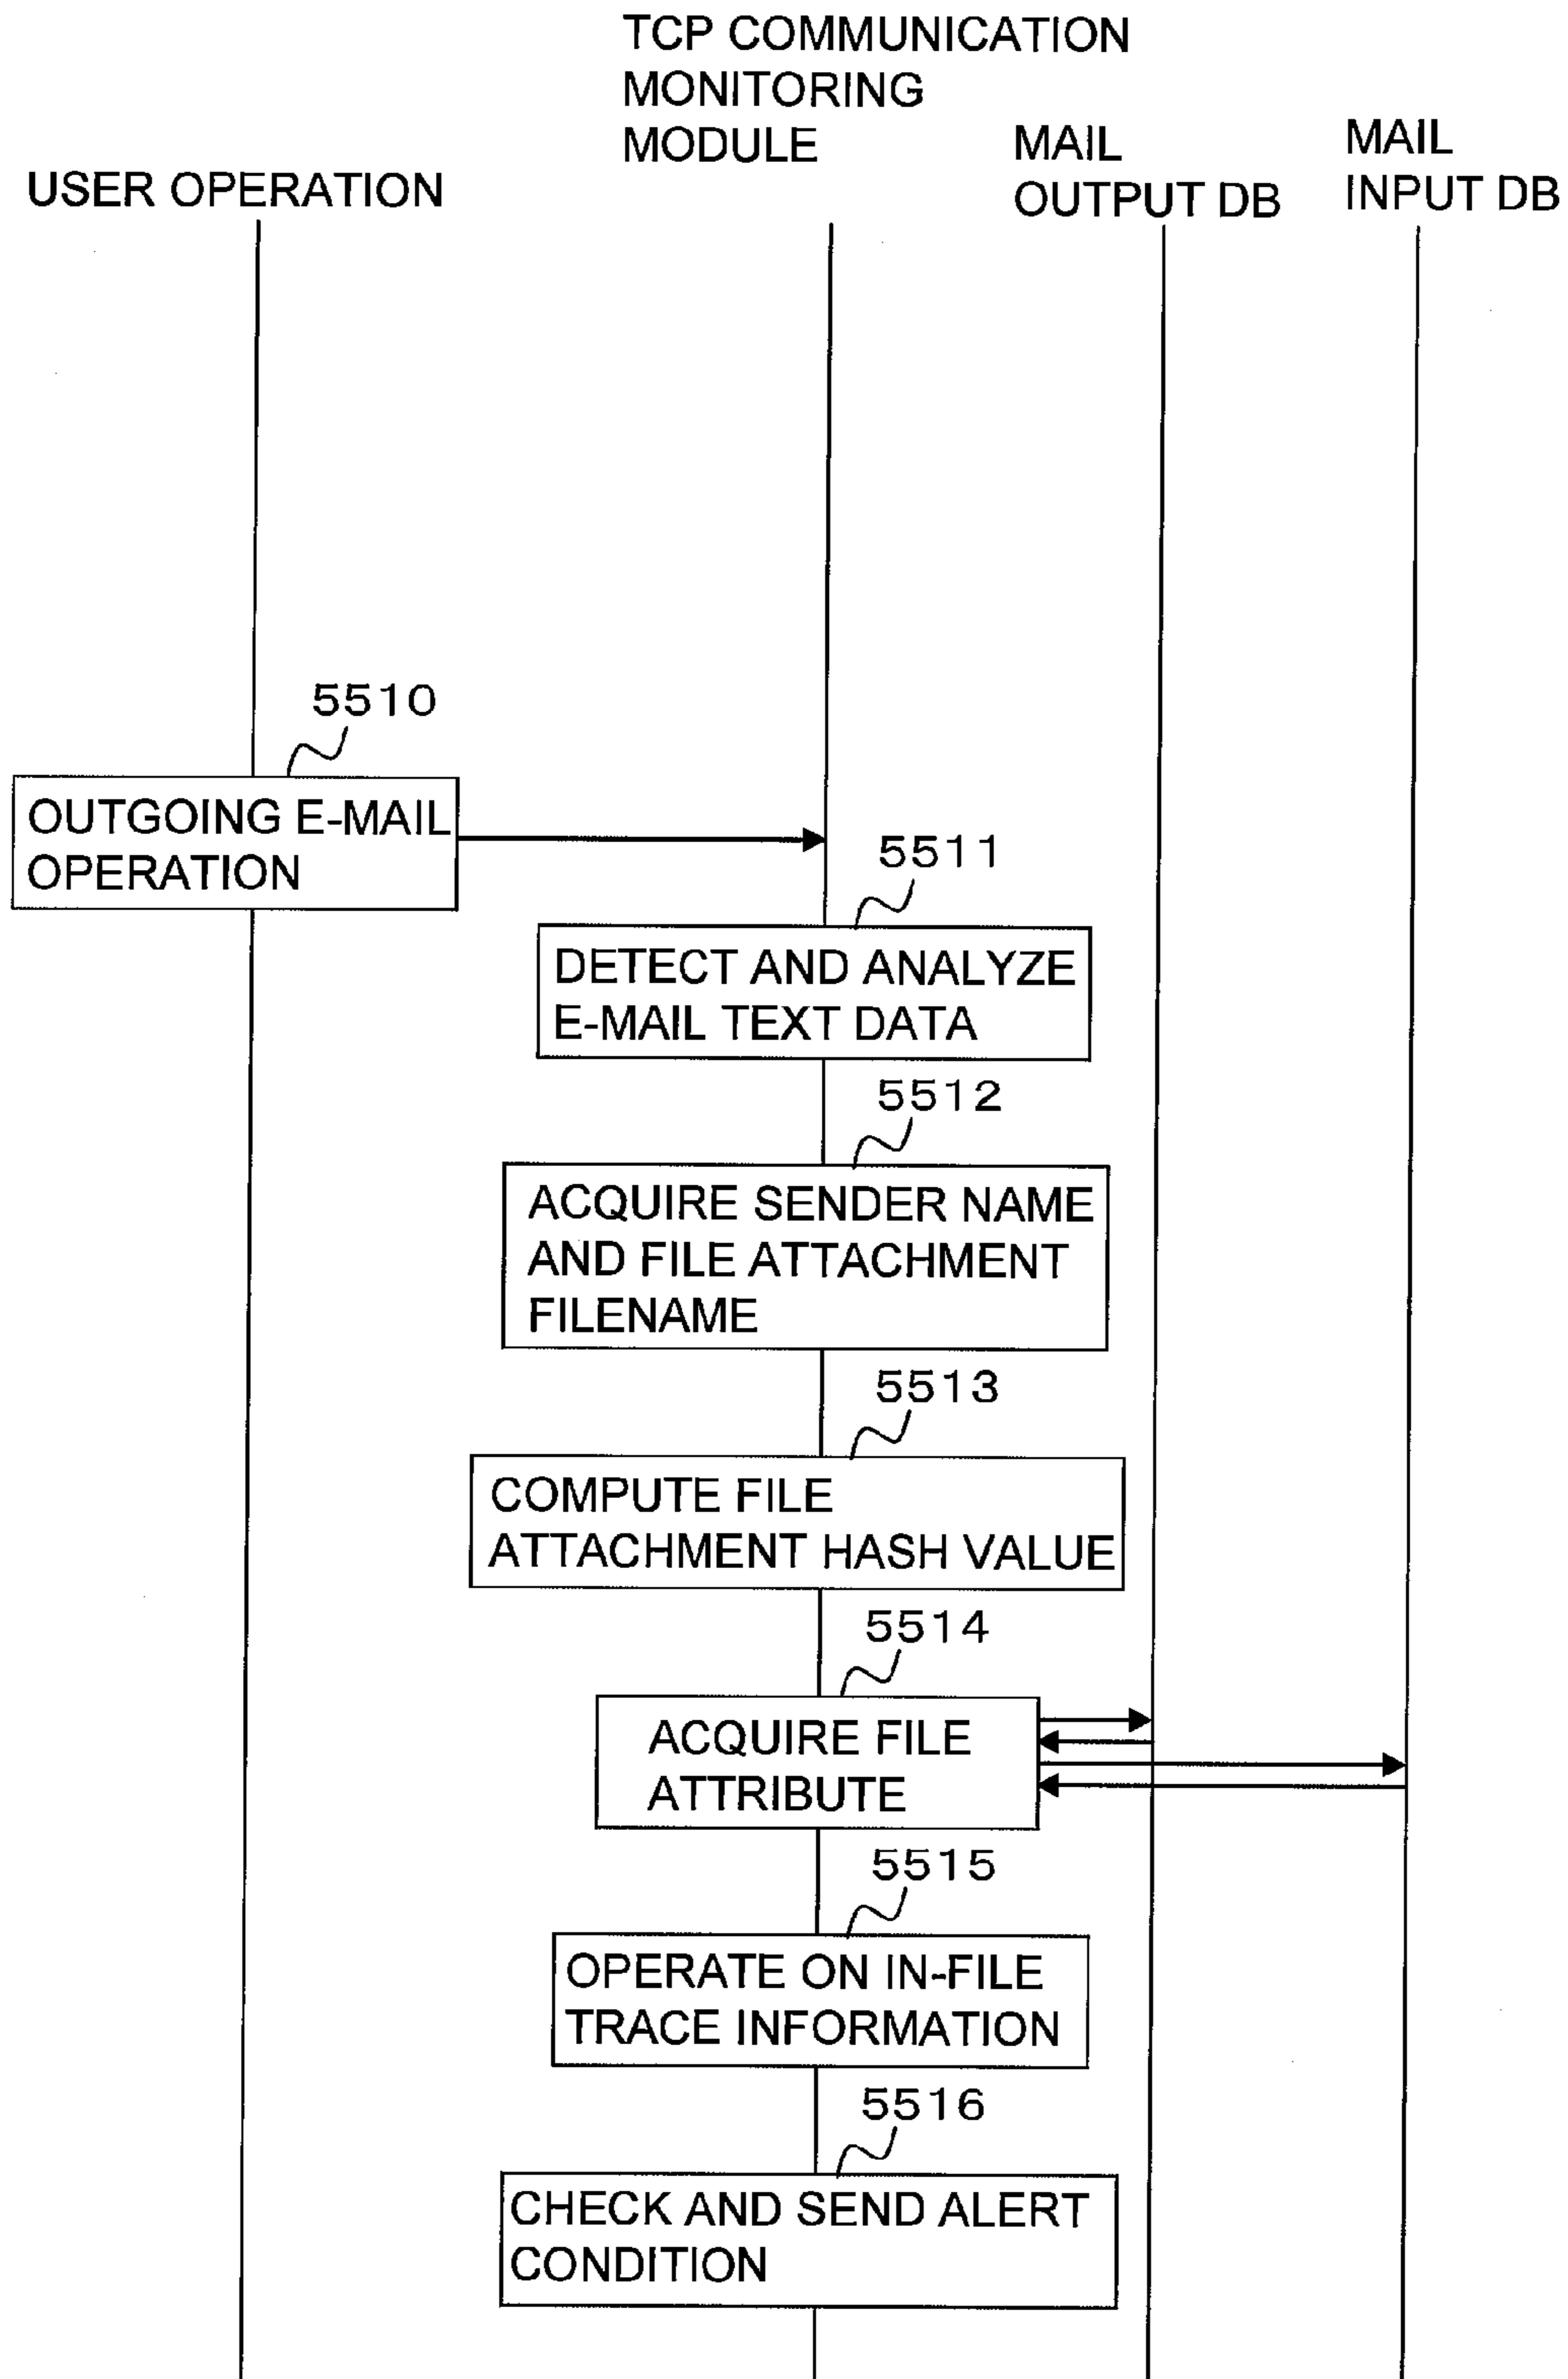 TCP COMMUNICATION
MONITORING
MODULE
MAIL
OUTPUT DB
MAIL
INPUT DB
USER OPERATION
5510
OUTGOING E-MAIL
OPERATION
5511
DETECT AND ANALYZE
E-MAIL TEXT DATA
5512
ACQUIRE SENDER NAME
AND FILE ATTACHMENT
FILENAME
5513
COMPUTE FILE
ATTACHMENT HASH VALUE
5514
ACQUIRE FILE
ATTRIBUTE
5515
OPERATE ON IN-FILE
TRACE INFORMATION
5516
CHECK AND SEND ALERT
CONDITION